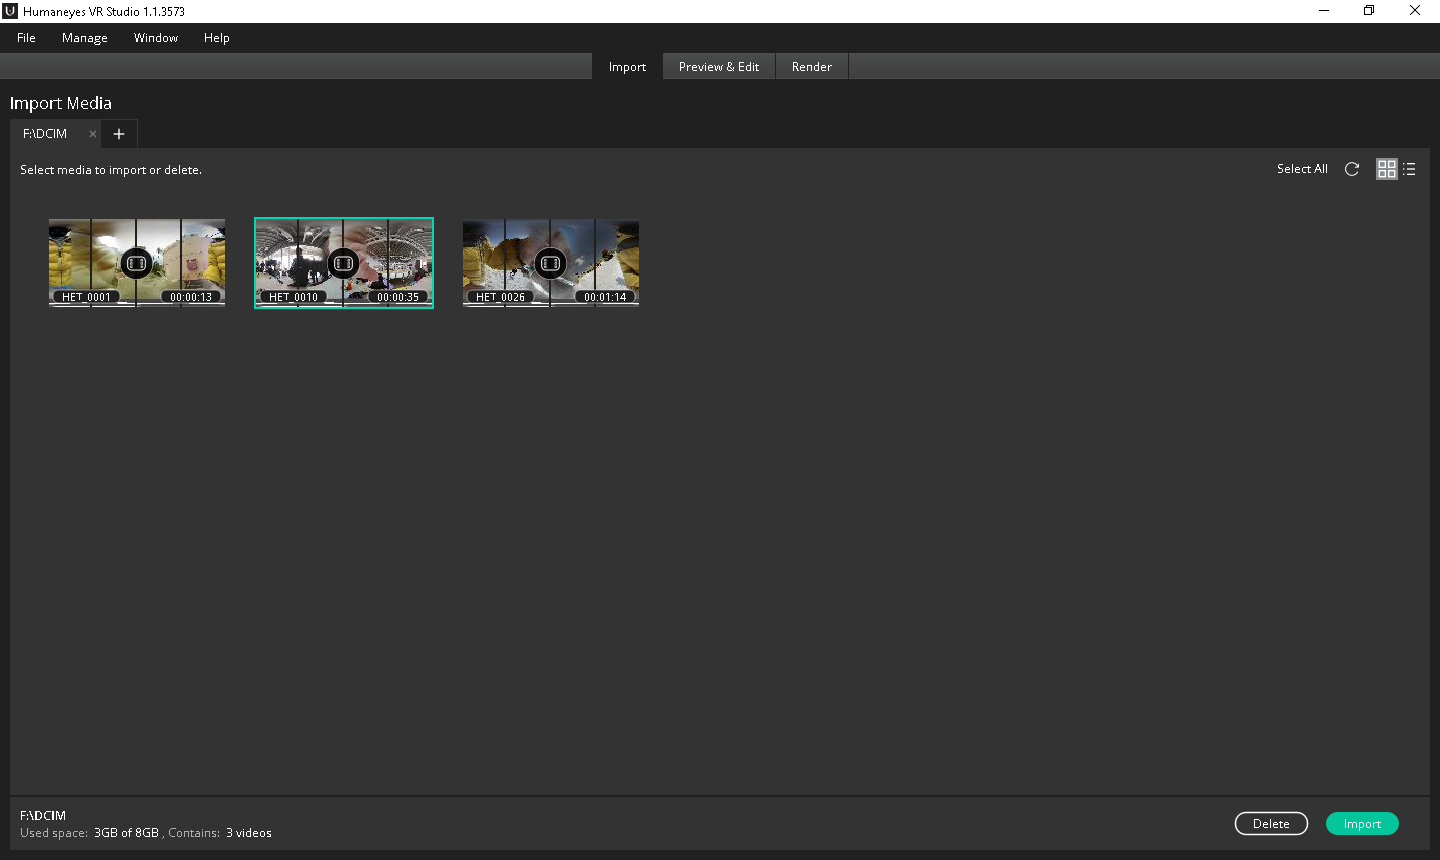 Humaneyes VR Studio 1.1.3573
File Manage Window Help
Import Preview & Edit Render
Import Media
F:\DCIM × +
Select media to import or delete. Select All
HET_0001 00:00:13 HET_0010 00:00:35 HET_0026 00:01:14
F:\DCIM
Used space: 3GB of 8GB , Contains: 3 videos
Delete Import